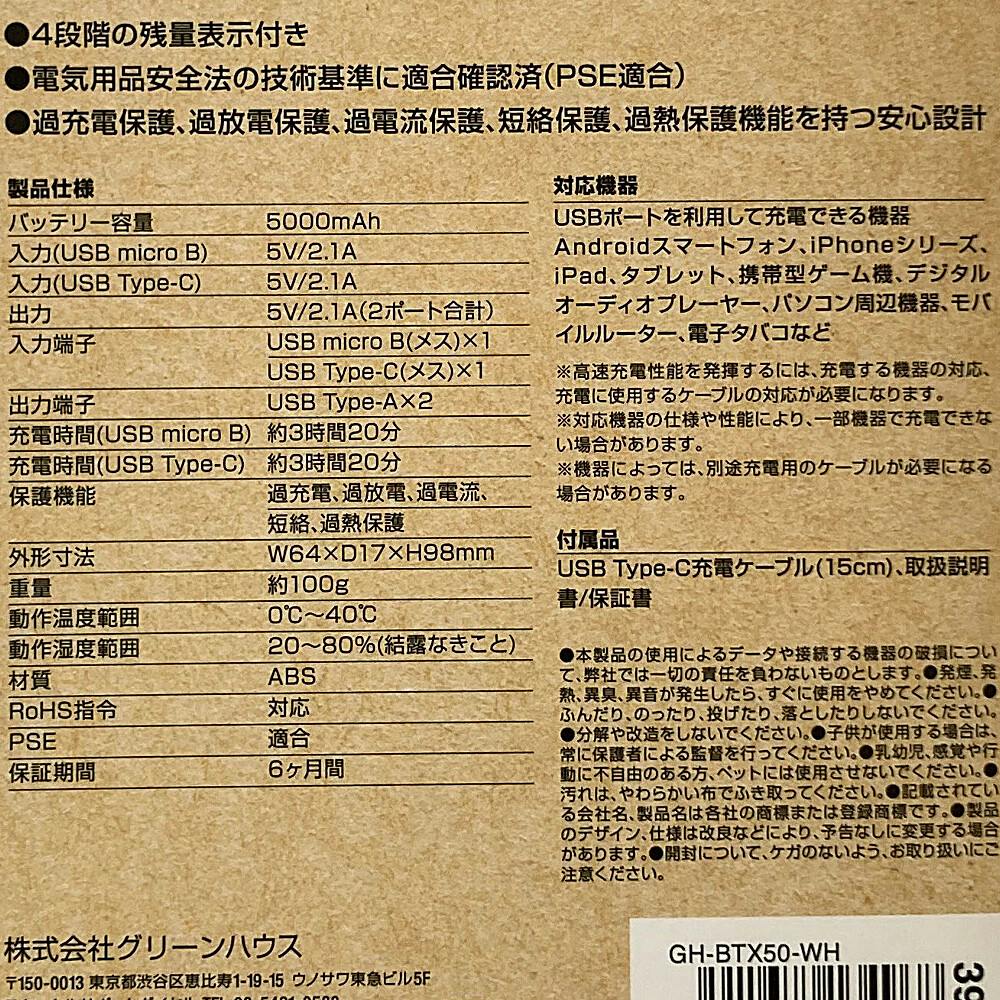 ●4段階の残量表示付き
●電気用品安全法の技術基準に適合確認済(PSE適合)
●過充電保護、過放電保護、過電流保護、短絡保護、過熱保護機能を持つ安心設計
製品仕様
バッテリー容量 5000mAh
入力(USB micro B) 5V/2.1A
入力(USB Type-C) 5V/2.1A
出力 5V/2.1A(2ポート合計)
入力端子 USB micro B(メス)×1
USB Type-C(メス)×1
出力端子 USB Type-A×2
充電時間(USB micro B) 約3時間20分
充電時間(USB Type-C) 約3時間20分
保護機能 過充電、過放電、過電流、
短絡、過熱保護
外形寸法 W64×D17×H98mm
重量 約100g
動作温度範囲 0℃～40℃
動作湿度範囲 20～80%(結露なきこと)
材質 ABS
RoHS指令 対応
PSE 適合
保証期間 6ヶ月間
対応機器
USBポートを利用して充電できる機器
Androidスマートフォン、iPhoneシリーズ、
iPad、タブレット、携帯型ゲーム機、デジタル
オーディオプレーヤー、パソコン周辺機器、モバ
イルルーター、電子タバコなど
※高速充電性能を発揮するには、充電する機器の対応、
充電に使用するケーブルの対応が必要になります。
※対応機器の仕様や性能により、一部機器で充電できな
い場合があります。
※機器によっては、別途充電用のケーブルが必要になる
場合があります。
付属品
USB Type-C充電ケーブル(15cm)、取扱説明
書/保証書
●本製品の使用によるデータや接続する機器の破損につい
て、弊社では一切の責任を負わないものとします。●発煙、発
熱、異臭、異音が発生したら、すぐに使用をやめてください。●
ふんだり、のったり、投げたり、落としたりしないでください。
●分解や改造をしないでください。●子供が使用する場合は、
常に保護者による監督を行ってください。●乳幼児、感覚や行
動に不自由のある方、ペットには使用させないでください。●
汚れは、やわらかい布でふき取ってください。●記載されてい
る会社名、製品名は各社の商標または登録商標です。●製品
のデザイン、仕様は改良などにより、予告なしに変更する場合
があります。●開封について、ケガのないよう、お取り扱いにご
注意ください。
株式会社グリーンハウス
〒150-0013 東京都渋谷区恵比寿1-19-15 ウノサワ東急ビル5F
GH-BTX50-WH
39